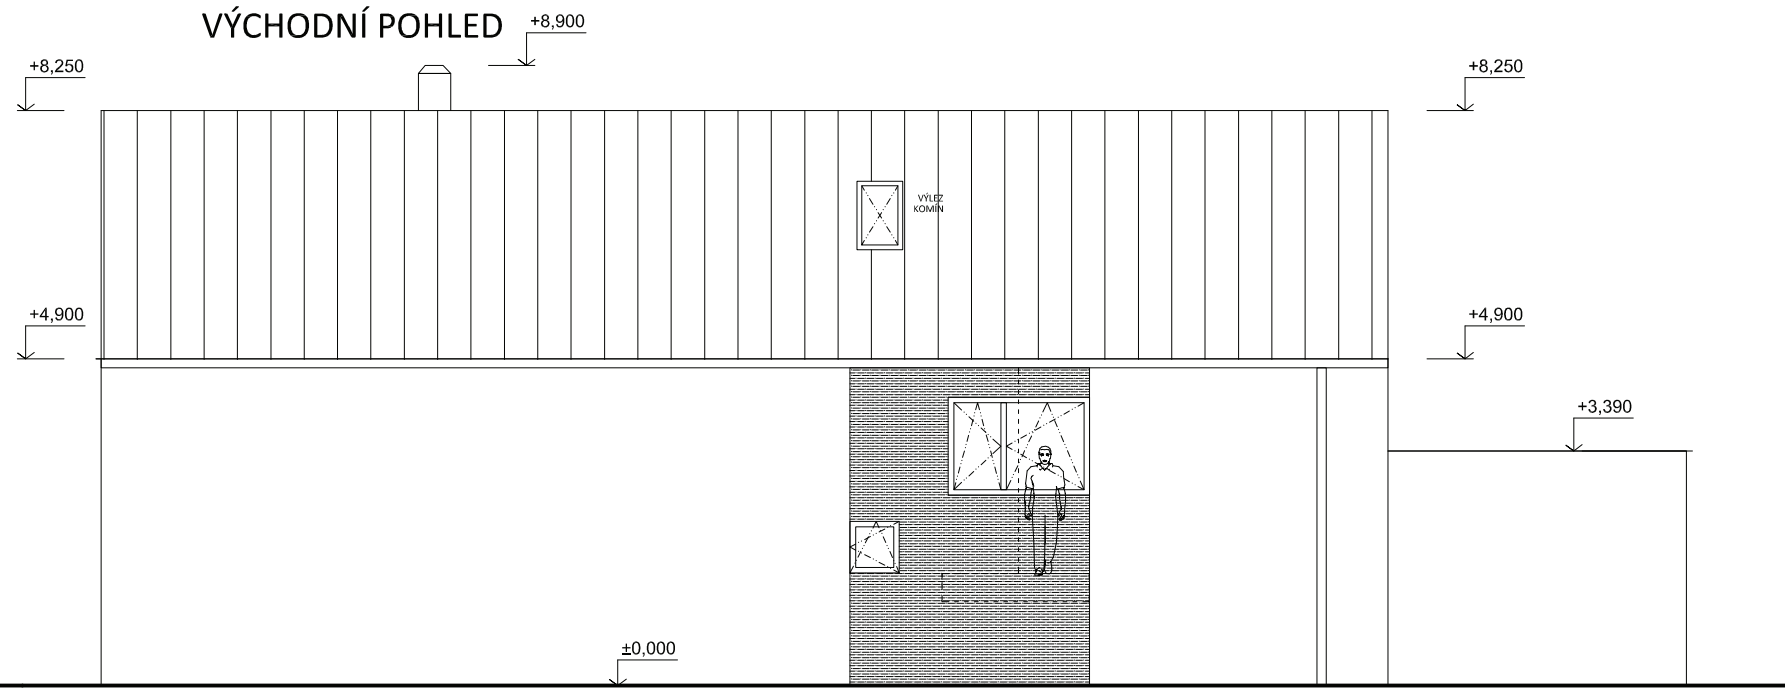 VÝCHODNÍ POHLED
+8,900
+8,250
+8,250
VÝLEZ
KOMÍN
+4,900
+4,900
+3,390
±0,000